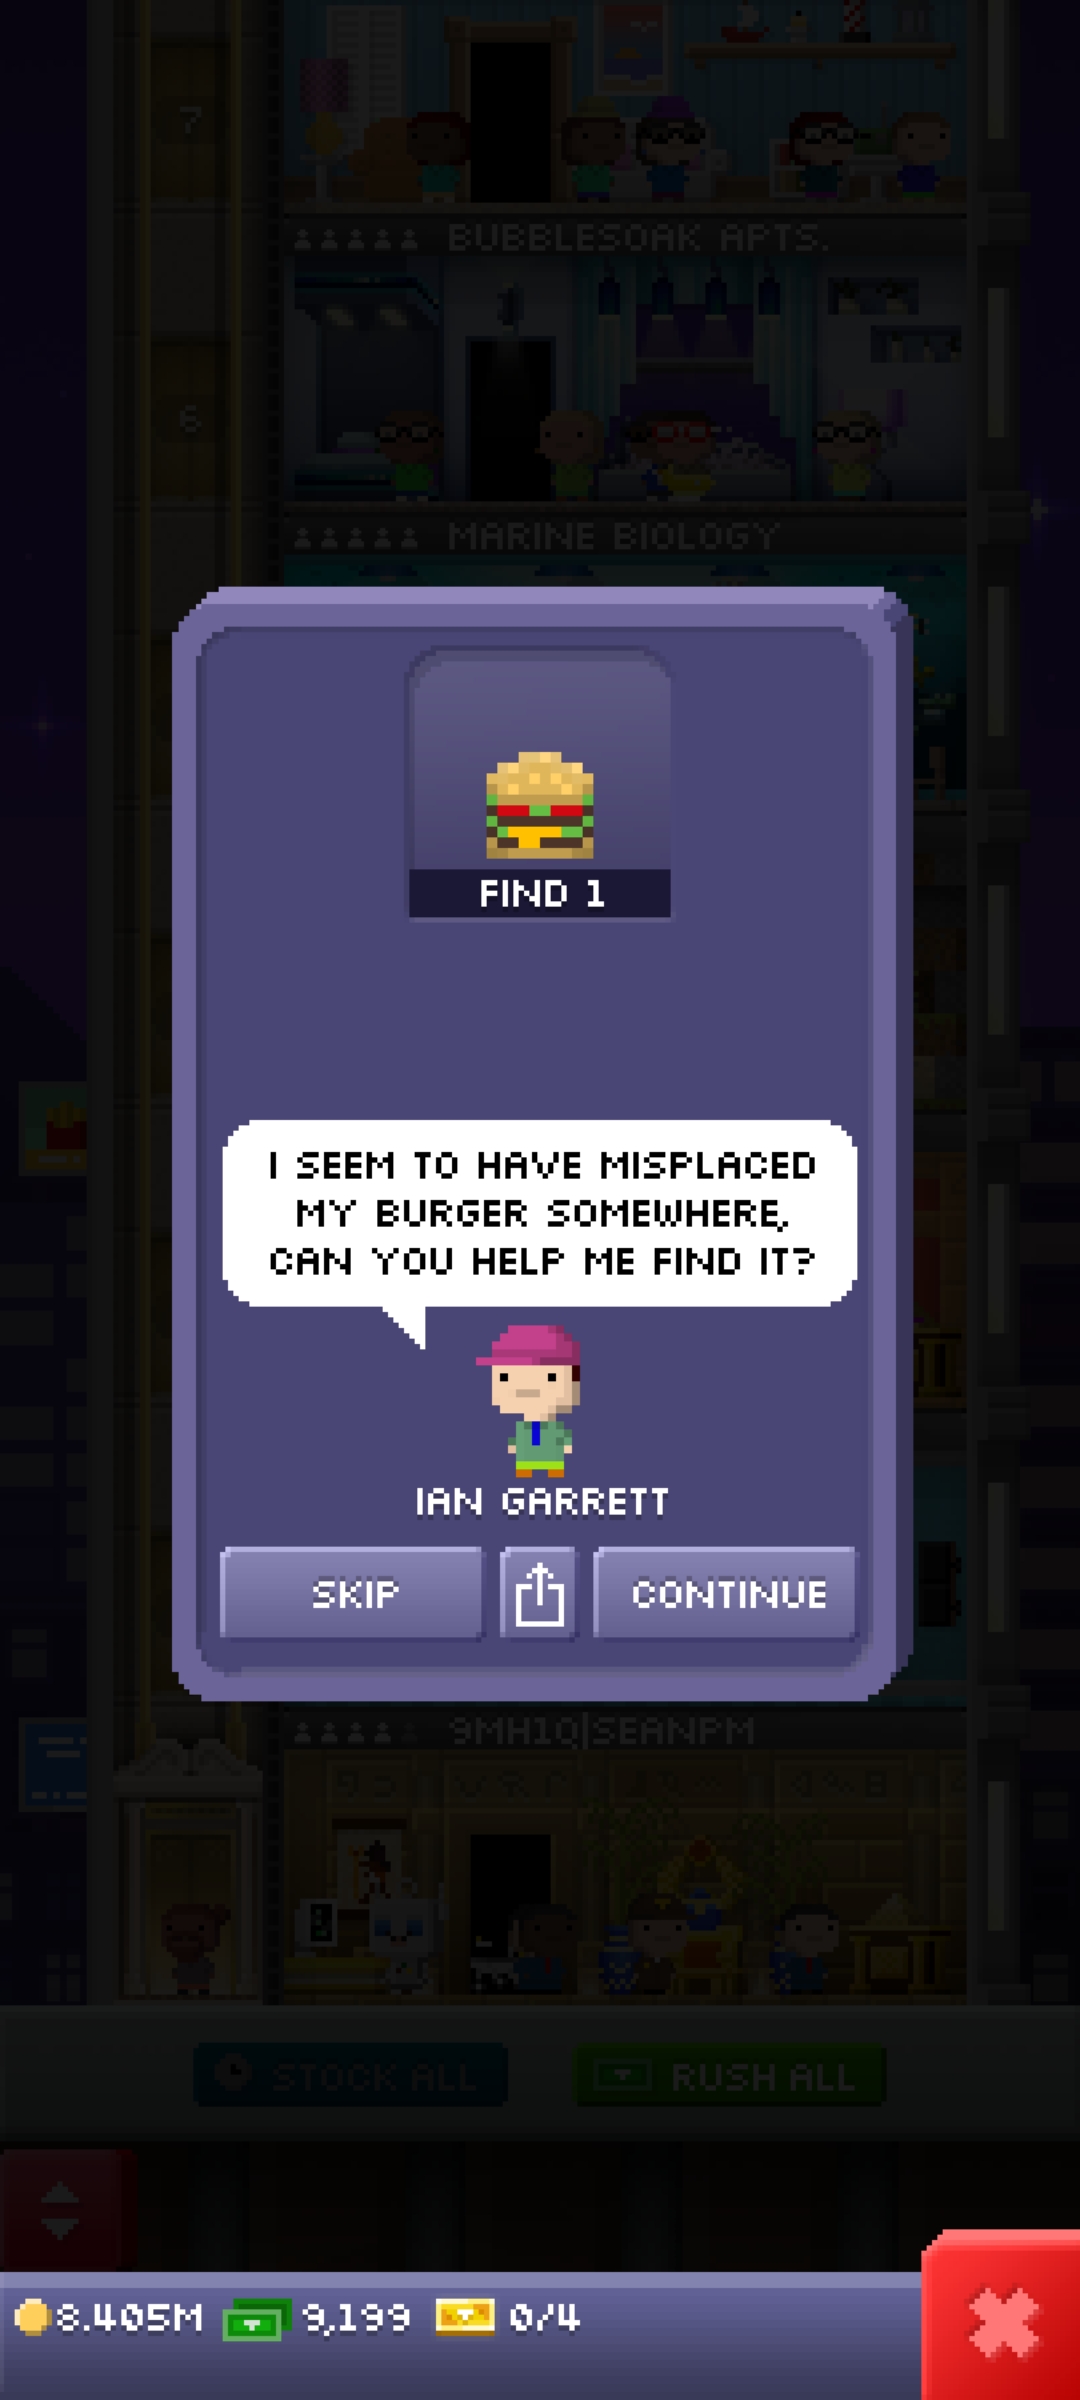 7
BUBBLESOAK APTS.
6
MARINE BIOLOGY
FIND 1
I SEEM TO HAVE MISPLACED
MY BURGER SOMEWHERE,
CAN YOU HELP ME FIND IT?
IAN GARRETT
SKIP
CONTINUE
9MH1Q|SEANPM
STOCK ALL
RUSH ALL
8.405M 9,199 0/4